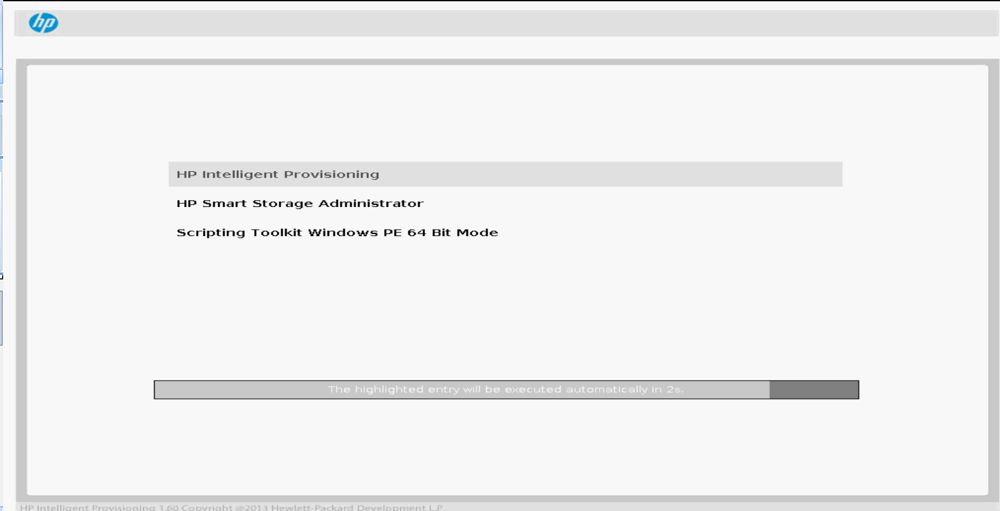 hp
HP Intelligent Provisioning
HP Smart Storage Administrator
Scripting Toolkit Windows PE 64 Bit Mode
The highlighted entry will be executed automatically in 2s.
HP Intelligent Provisioning 1.60 Copyright @2013 Hewlett-Packard Development L.P.